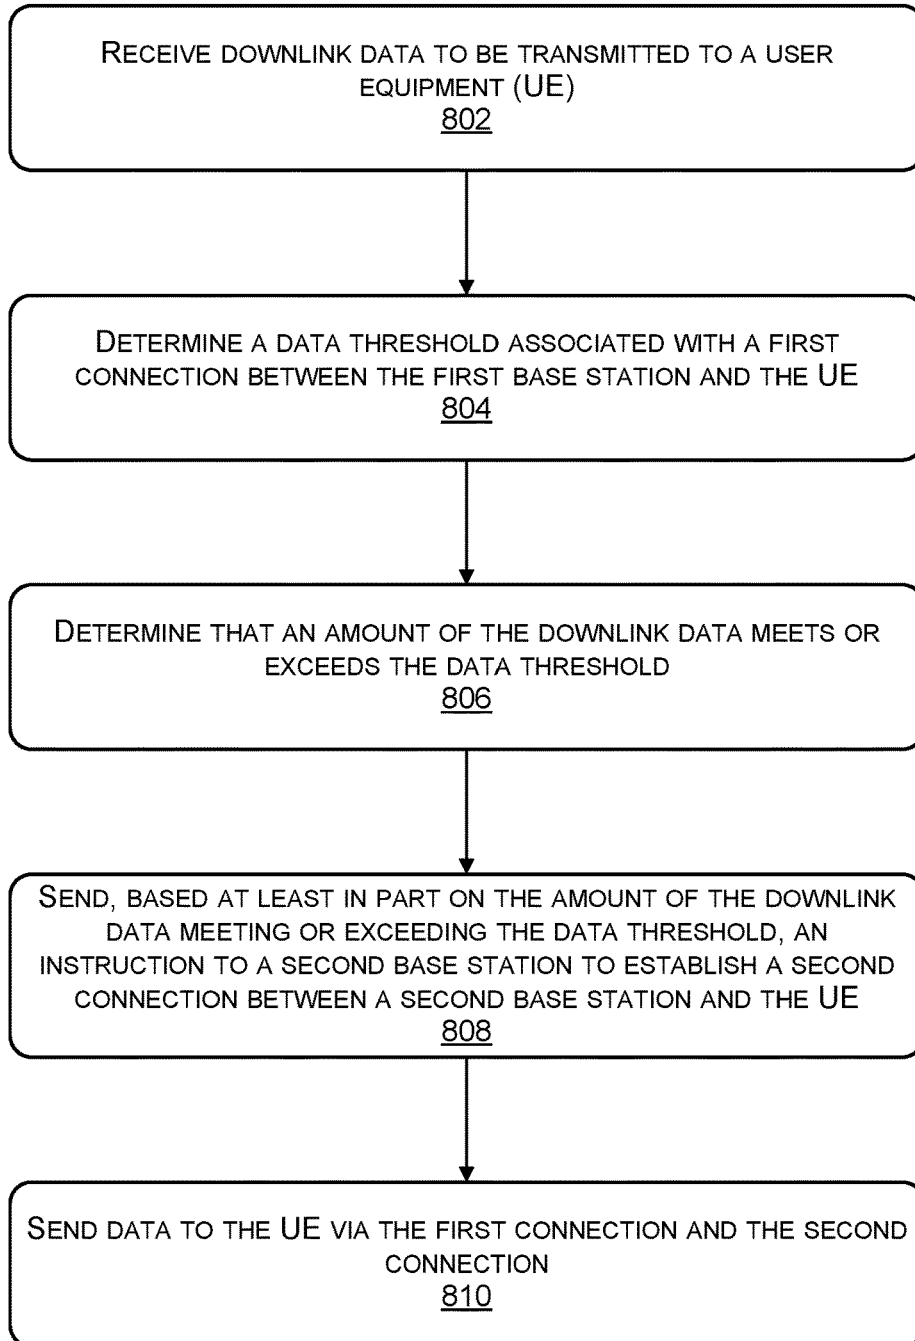 RECEIVE DOWNLINK DATA TO BE TRANSMITTED TO A USER
EQUIPMENT (UE)
802
DETERMINE A DATA THRESHOLD ASSOCIATED WITH A FIRST
CONNECTION BETWEEN THE FIRST BASE STATION AND THE UE
804
DETERMINE THAT AN AMOUNT OF THE DOWNLINK DATA MEETS OR
EXCEEDS THE DATA THRESHOLD
806
SEND, BASED AT LEAST IN PART ON THE AMOUNT OF THE DOWNLINK
DATA MEETING OR EXCEEDING THE DATA THRESHOLD, AN
INSTRUCTION TO A SECOND BASE STATION TO ESTABLISH A SECOND
CONNECTION BETWEEN A SECOND BASE STATION AND THE UE
808
SEND DATA TO THE UE VIA THE FIRST CONNECTION AND THE SECOND
CONNECTION
810